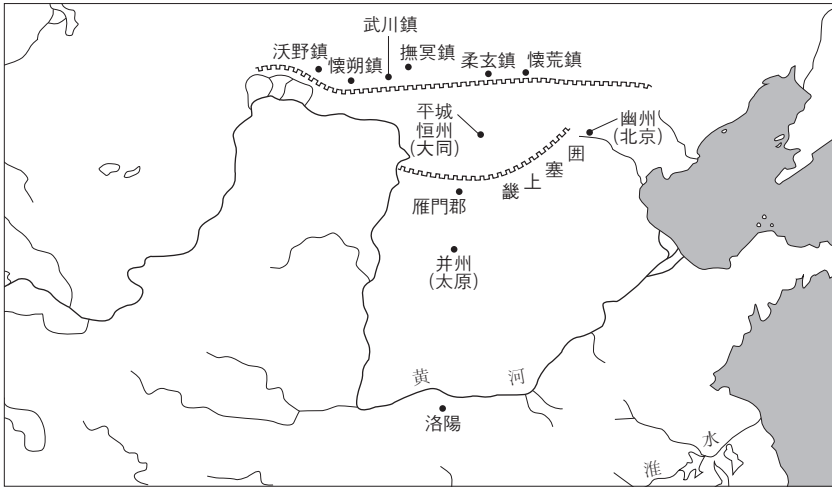 武川鎮
沃野鎮
懐朔鎮
撫冥鎮
柔玄鎮
懐荒鎮
平城
恒州
(大同)
幽州
(北京)
畿上塞囲
雁門郡
并州
(太原)
黄河
洛陽
淮水